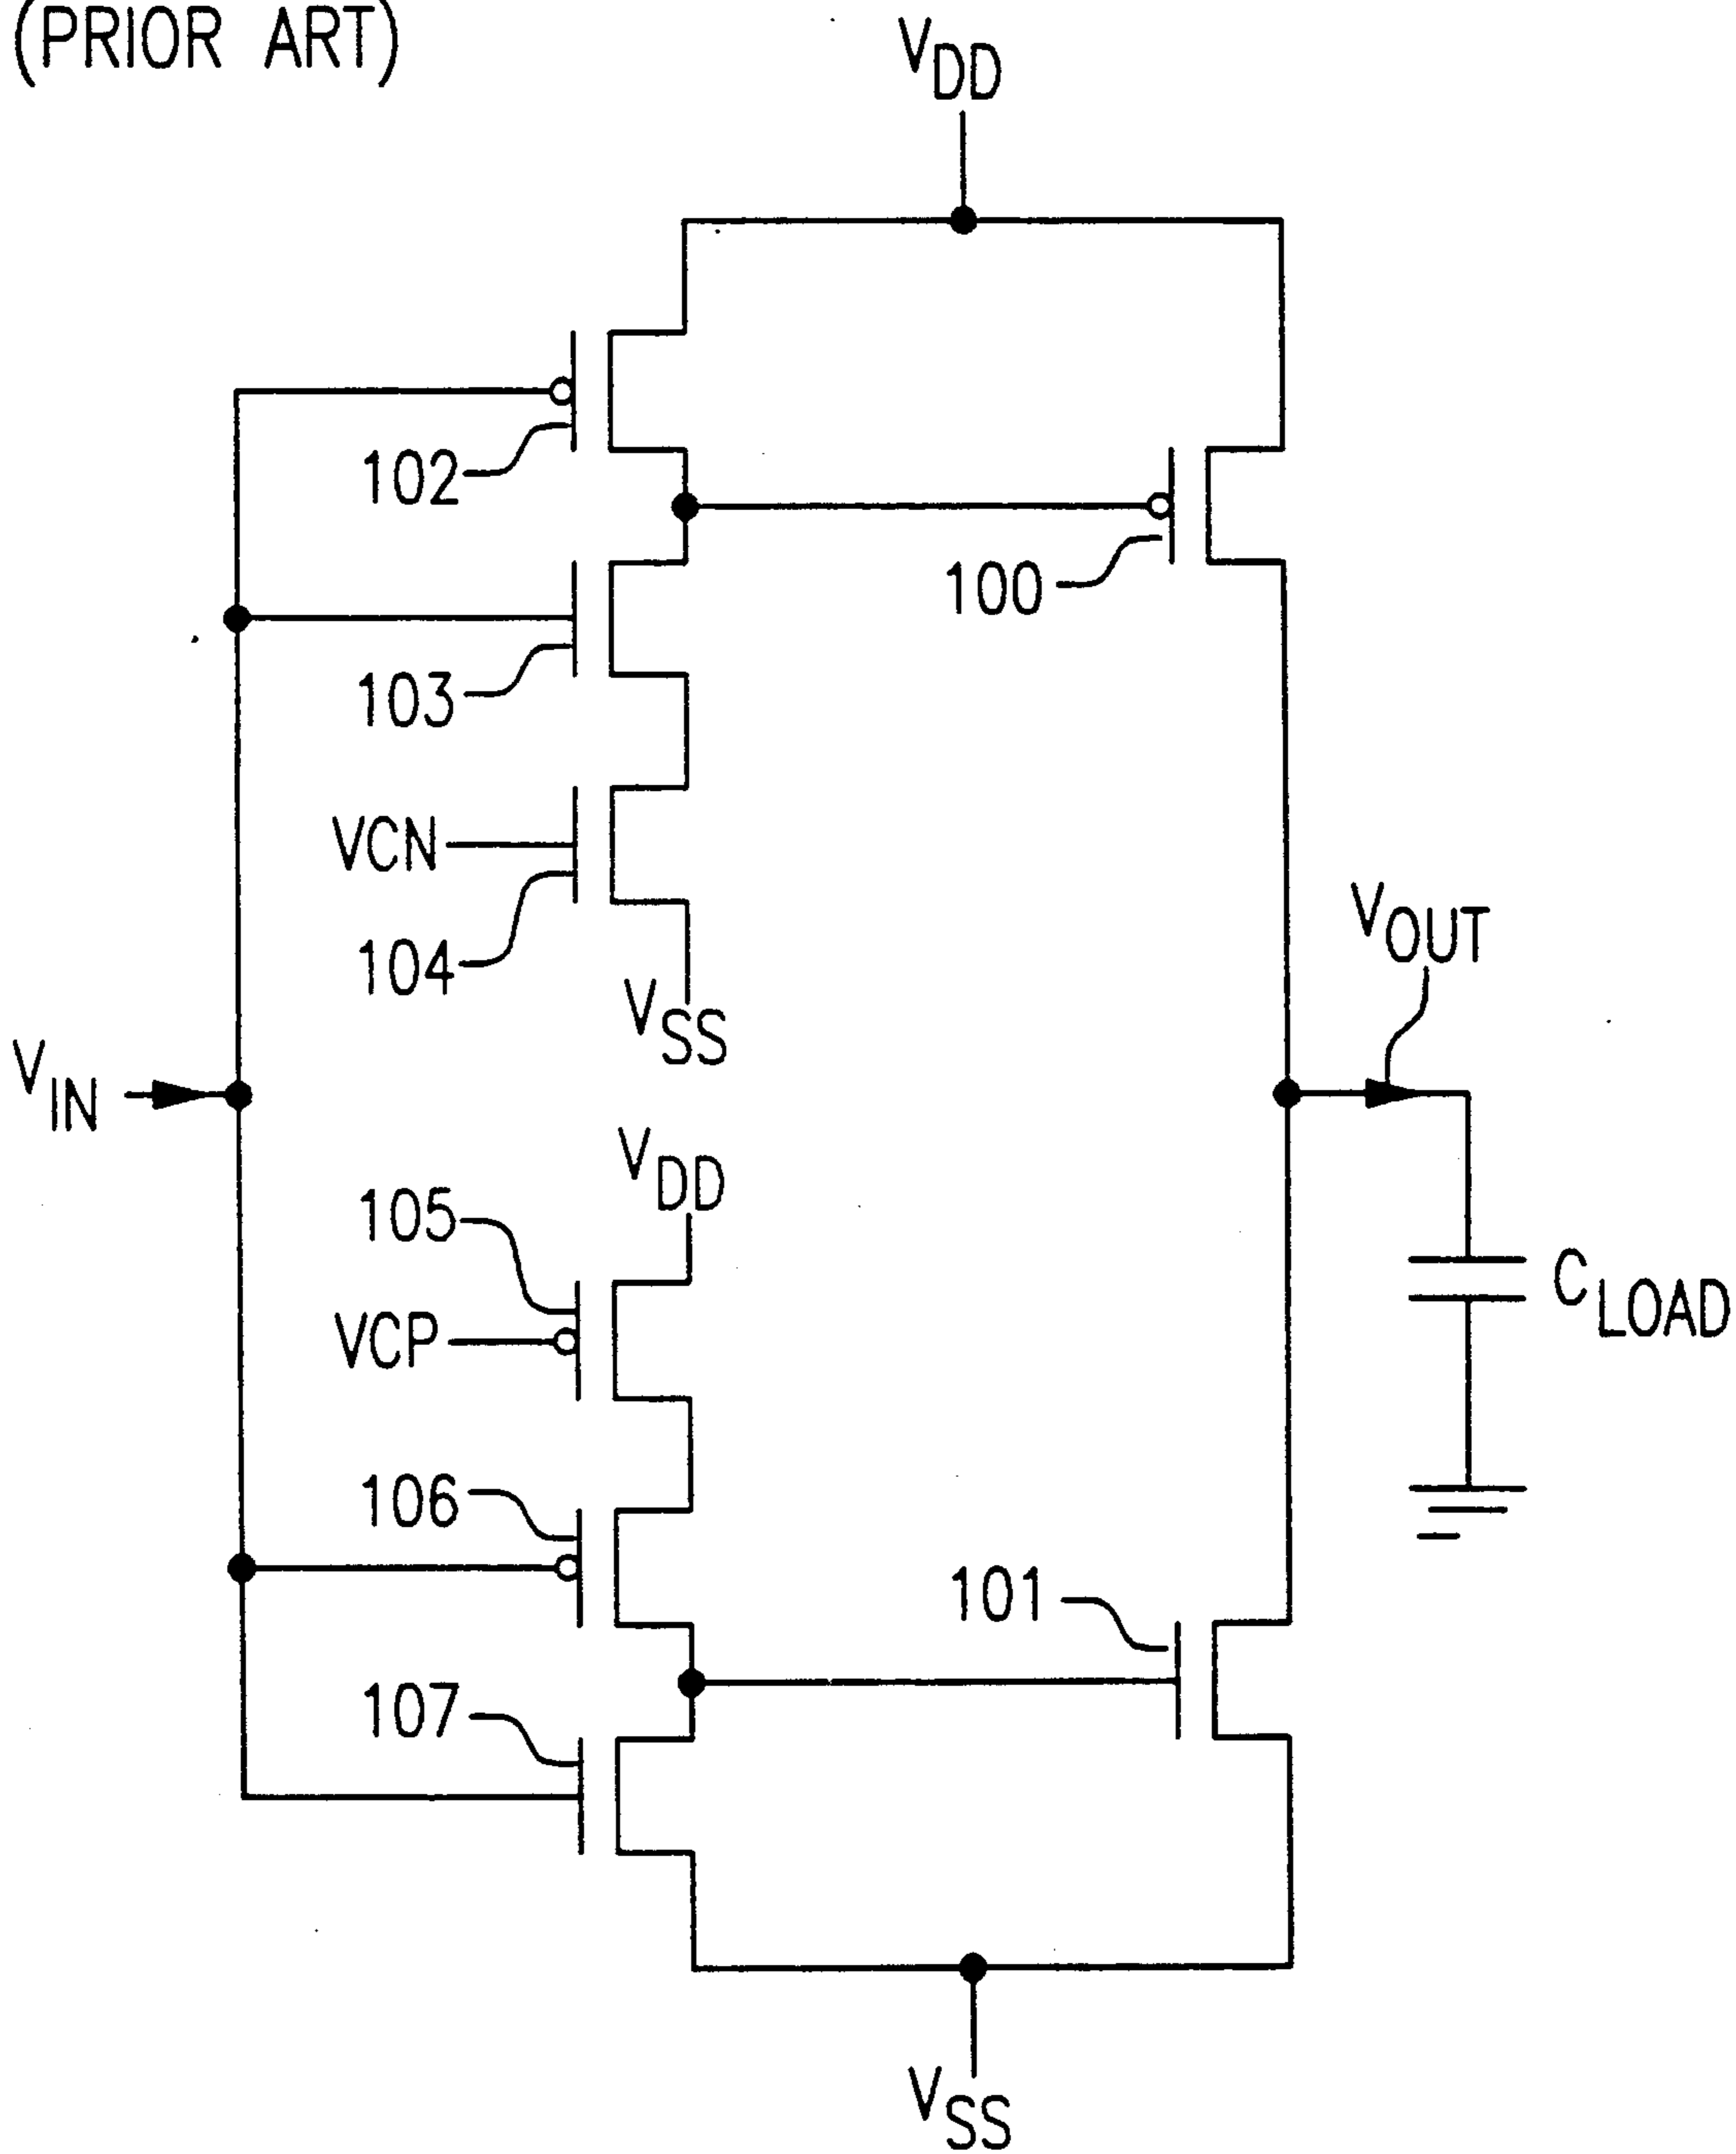 (PRIOR ART)
VDD
102
100
103
VCN
104
VSS
VOUT
VIN
VDD
105
VCP
CLOAD
106
101
107
VSS